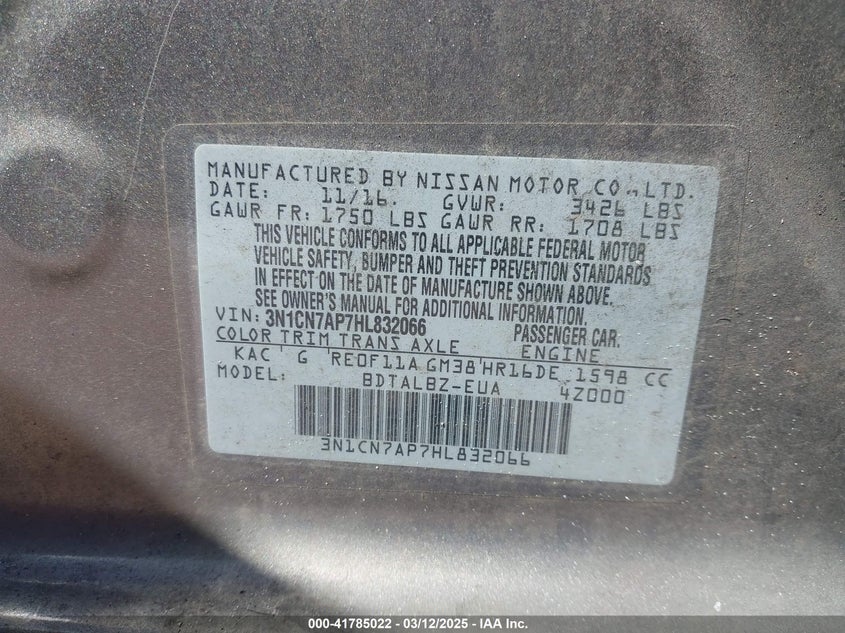 MANUFACTURED BY NISSAN MOTOR CO., LTD.
DATE: 11/16. GVWR: 3426 LBS
GAWR FR: 1750 LBS GAWR RR: 1708 LBS
THIS VEHICLE CONFORMS TO ALL APPLICABLE FEDERAL MOTOR
VEHICLE SAFETY, BUMPER AND THEFT PREVENTION STANDARDS
IN EFFECT ON THE DATE OF MANUFACTURE SHOWN ABOVE.
SEE OWNER'S MANUAL FOR ADDITIONAL INFORMATION.
VIN: 3N1CN7AP7HL832066 PASSENGER CAR.
COLOR TRIM TRANS AXLE ENGINE
KAC ' G 'RE0F11A GM38'HR16DE 1598 CC
MODEL: BDTALBZ-EUA 4Z000
3N1CN7AP7HL832066
000-41785022 - 03/12/2025 - IAA Inc.